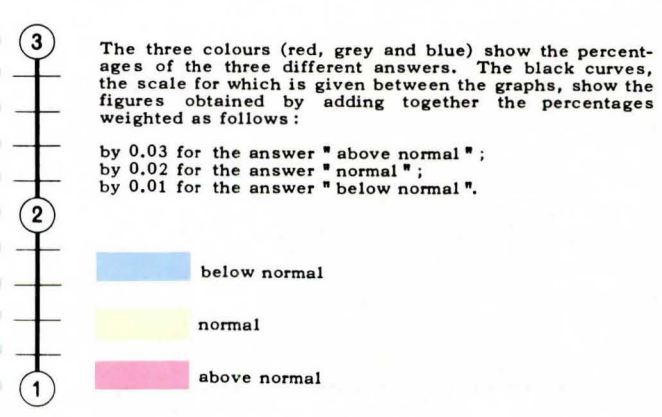 3
The three colours (red, grey and blue) show the percent-
ages of the three different answers. The black curves,
the scale for which is given between the graphs, show the
figures obtained by adding together the percentages
weighted as follows :
by 0.03 for the answer " above normal " ;
by 0.02 for the answer " normal " ;
by 0.01 for the answer " below normal ".
2
below normal
normal
above normal
1